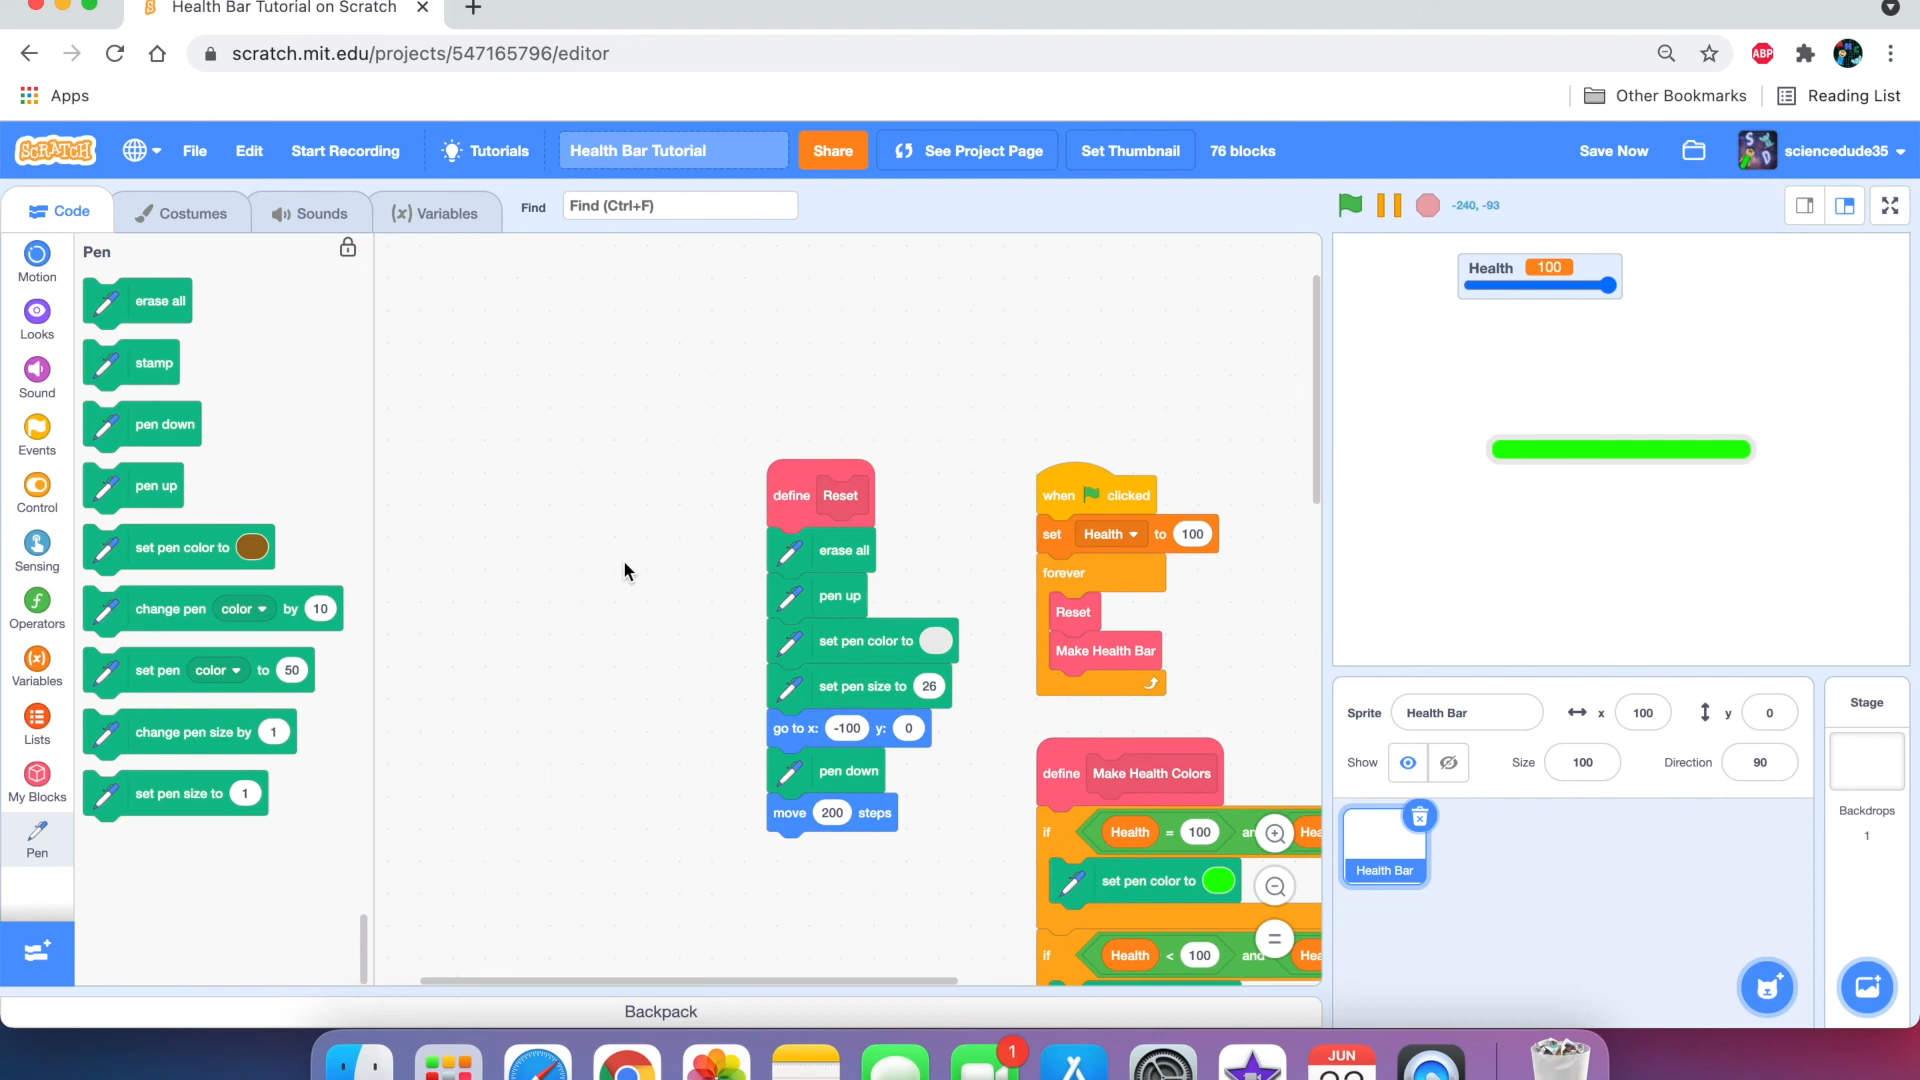 Health Bar Tutorial on Scratch
scratch.mit.edu/projects/547165796/editor
ABP
Apps
Other Bookmarks
Reading List
SCRATCH
File
Edit
Start Recording
Tutorials
Health Bar Tutorial
Share
See Project Page
Set Thumbnail
76 blocks
Save Now
sciencedude35
Code
Costumes
Sounds
(x) Variables
Find
Find (Ctrl+F)
-240, -93
Motion
Looks
Sound
Events
Control
Sensing
Operators
Variables
Lists
My Blocks
Pen
Pen
erase all
stamp
pen down
pen up
set pen color to
change pen color by 10
set pen color to 50
change pen size by 1
set pen size to 1
define Reset
erase all
pen up
set pen color to
set pen size to 26
go to x: -100 y: 0
pen down
move 200 steps
when clicked
set Health to 100
forever
Reset
Make Health Bar
define Make Health Colors
if Health = 100
set pen color to
if Health < 100 and
Health 100
Sprite Health Bar x 100 y 0
Show Size 100 Direction 90
Health Bar
Stage
Backdrops
1
Backpack
1
JUN